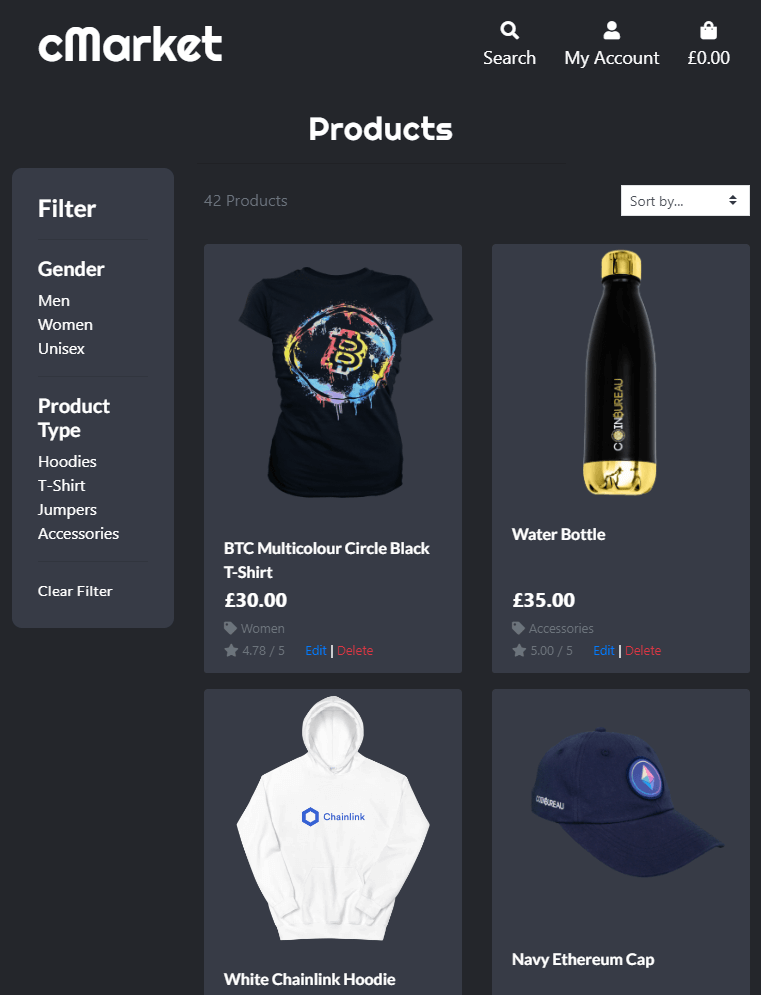 cMarket
Search
My Account
£0.00
Products
Filter
Gender
Men
Women
Unisex
Product
Type
Hoodies
T-Shirt
Jumpers
Accessories
Clear Filter
42 Products
Sort by...
BTC Multicolour Circle Black
T-Shirt
£30.00
Women
4.78 / 5 Edit | Delete
COINBUREAU
Water Bottle
£35.00
Accessories
5.00 / 5 Edit | Delete
Chainlink
White Chainlink Hoodie
COINBUREAU
Navy Ethereum Cap